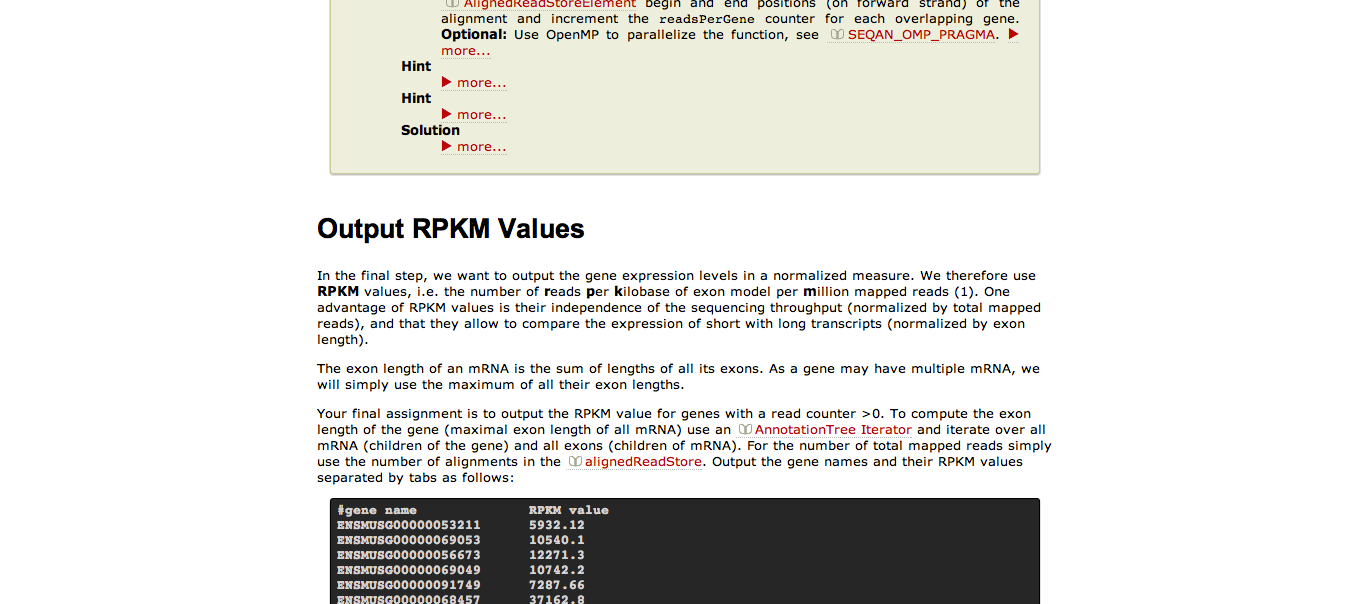 AlignedReadStoreElement begin and end positions (on forward strand) of the
alignment and increment the readsPerGene counter for each overlapping gene.
Optional: Use OpenMP to parallelize the function, see SEQAN_OMP_PRAGMA. ▶
more...
Hint
▶ more...
Hint
▶ more...
Solution
▶ more...
Output RPKM Values
In the final step, we want to output the gene expression levels in a normalized measure. We therefore use
RPKM values, i.e. the number of reads per kilobase of exon model per million mapped reads (1). One
advantage of RPKM values is their independence of the sequencing throughput (normalized by total mapped
reads), and that they allow to compare the expression of short with long transcripts (normalized by exon
length).
The exon length of an mRNA is the sum of lengths of all its exons. As a gene may have multiple mRNA, we
will simply use the maximum of all their exon lengths.
Your final assignment is to output the RPKM value for genes with a read counter >0. To compute the exon
length of the gene (maximal exon length of all mRNA) use an AnnotationTree Iterator and iterate over all
mRNA (children of the gene) and all exons (children of mRNA). For the number of total mapped reads simply
use the number of alignments in the alignedReadStore. Output the gene names and their RPKM values
separated by tabs as follows:
#gene name RPKM value
ENSMUSG00000053211 5932.12
ENSMUSG00000069053 10540.1
ENSMUSG00000056673 12271.3
ENSMUSG00000069049 10742.2
ENSMUSG00000091749 7287.66
ENSMUSG00000068457 37162.8